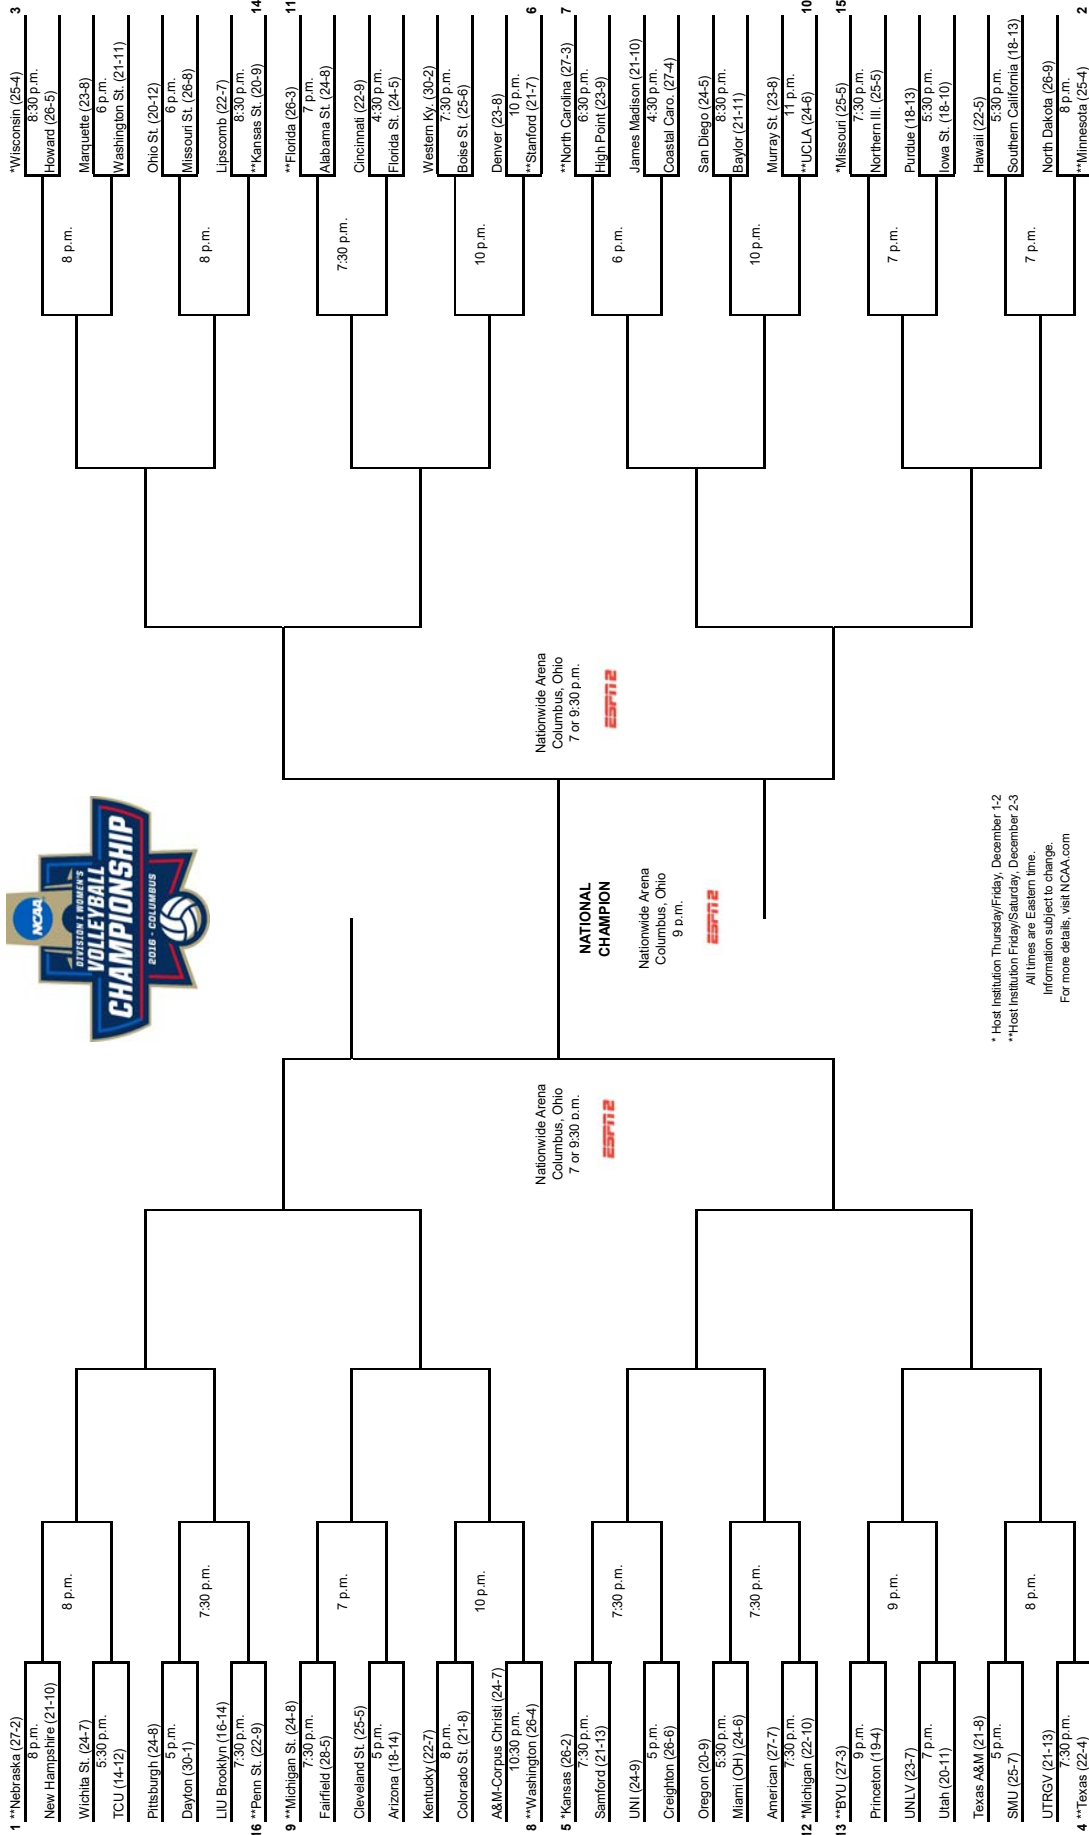 NCAA
DIVISION I WOMEN'S
VOLLEYBALL
CHAMPIONSHIP
2016 - COLUMBUS
1 **Nebraska (27-2)
8 p.m.
New Hampshire (21-10)
8 p.m.
Wichita St. (24-7)
5:30 p.m.
TCU (14-12)
Pittsburgh (24-8)
5 p.m.
Dayton (30-1)
7:30 p.m.
LIU Brooklyn (16-14)
7:30 p.m.
16 **Penn St. (22-9)
9 **Michigan St. (24-8)
7:30 p.m.
Fairfield (28-5)
7 p.m.
Cleveland St. (25-5)
5 p.m.
Arizona (18-14)
Kentucky (22-7)
8 p.m.
Colorado St. (21-8)
10 p.m.
A&M-Corpus Christi (24-7)
10:30 p.m.
8 **Washington (26-4)
5 *Kansas (26-2)
7:30 p.m.
Samford (21-13)
7:30 p.m.
UNI (24-9)
5 p.m.
Creighton (26-6)
Oregon (20-9)
5:30 p.m.
Miami (OH) (24-6)
7:30 p.m.
American (27-7)
7:30 p.m.
12 *Michigan (22-10)
13 **BYU (27-3)
9 p.m.
Princeton (19-4)
9 p.m.
UNLV (23-7)
7 p.m.
Utah (20-11)
Texas A&M (21-8)
5 p.m.
SMU (25-7)
8 p.m.
UTRGV (21-13)
7:30 p.m.
4 **Texas (22-4)
Nationwide Arena
Columbus, Ohio
7 or 9:30 p.m.
ESPN2
NATIONAL
CHAMPION
Nationwide Arena
Columbus, Ohio
9 p.m.
ESPN2
Nationwide Arena
Columbus, Ohio
7 or 9:30 p.m.
ESPN2
*Wisconsin (25-4) 3
8:30 p.m.
Howard (26-5)
8 p.m.
Marquette (23-8)
6 p.m.
Washington St. (21-11)
Ohio St. (20-12)
6 p.m.
Missouri St. (26-8)
8 p.m.
Lipscomb (22-7)
8:30 p.m.
**Kansas St. (20-9) 14
**Florida (26-3) 11
7 p.m.
Alabama St. (24-8)
7:30 p.m.
Cincinnati (22-9)
4:30 p.m.
Florida St. (24-5)
Western Ky. (30-2)
7:30 p.m.
Boise St. (25-6)
10 p.m.
Denver (23-8)
10 p.m.
**Stanford (21-7) 6
**North Carolina (27-3) 7
6:30 p.m.
High Point (23-9)
6 p.m.
James Madison (21-10)
4:30 p.m.
Coastal Caro. (27-4)
San Diego (24-5)
8:30 p.m.
Baylor (21-11)
10 p.m.
Murray St. (23-8)
11 p.m.
**UCLA (24-6) 10
*Missouri (25-5) 15
7:30 p.m.
Northern Ill. (25-5)
7 p.m.
Purdue (18-13)
5:30 p.m.
Iowa St. (18-10)
Hawaii (22-5)
5:30 p.m.
Southern California (18-13)
7 p.m.
North Dakota (26-9)
8 p.m.
**Minnesota (25-4) 2
* Host Institution Thursday/Friday, December 1-2
**Host Institution Friday/Saturday, December 2-3
All times are Eastern time.
Information subject to change.
For more details, visit NCAA.com